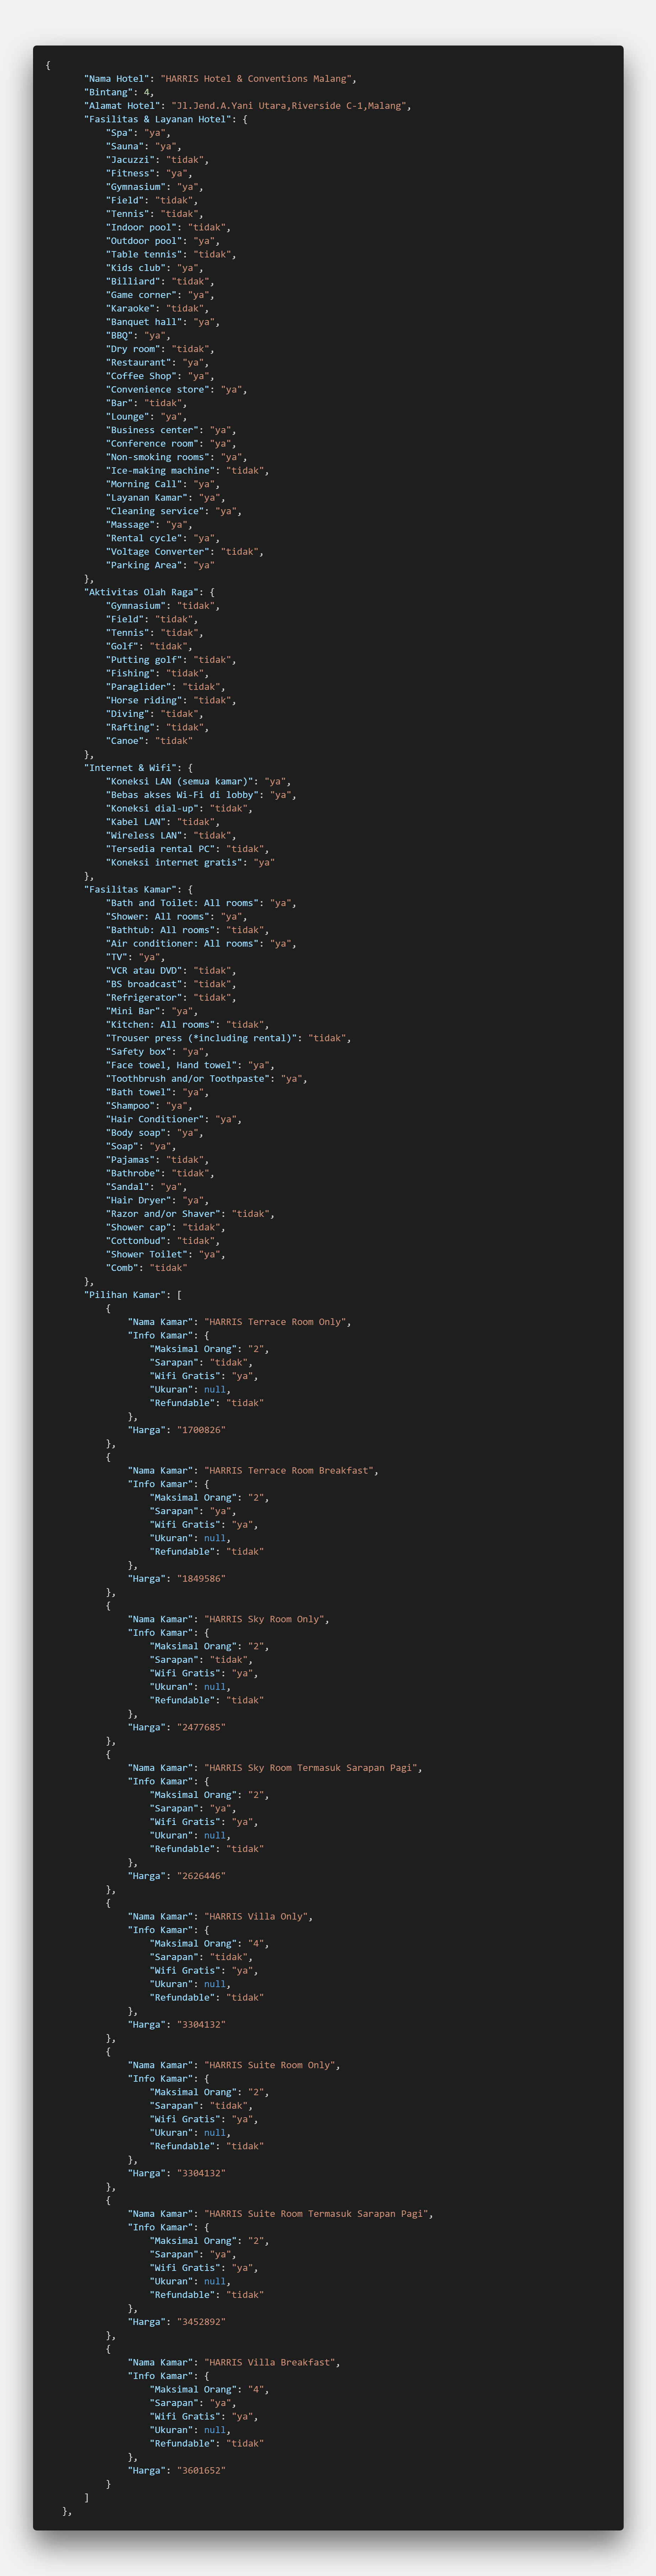 {
"Nama Hotel": "HARRIS Hotel & Conventions Malang",
"Bintang": 4,
"Alamat Hotel": "Jl.Jend.A.Yani Utara,Riverside C-1,Malang",
"Fasilitas & Layanan Hotel": {
"Spa": "ya",
"Sauna": "ya",
"Jacuzzi": "tidak",
"Fitness": "ya",
"Gymnasium": "ya",
"Field": "tidak",
"Tennis": "tidak",
"Indoor pool": "tidak",
"Outdoor pool": "ya",
"Table tennis": "tidak",
"Kids club": "ya",
"Billiard": "tidak",
"Game corner": "ya",
"Karaoke": "tidak",
"Banquet hall": "ya",
"BBQ": "ya",
"Dry room": "tidak",
"Restaurant": "ya",
"Coffee Shop": "ya",
"Convenience store": "ya",
"Bar": "tidak",
"Lounge": "ya",
"Business center": "ya",
"Conference room": "ya",
"Non-smoking rooms": "ya",
"Ice-making machine": "tidak",
"Morning Call": "ya",
"Layanan Kamar": "ya",
"Cleaning service": "ya",
"Massage": "ya",
"Rental cycle": "ya",
"Voltage Converter": "tidak",
"Parking Area": "ya"
},
"Aktivitas Olah Raga": {
"Gymnasium": "tidak",
"Field": "tidak",
"Tennis": "tidak",
"Golf": "tidak",
"Putting golf": "tidak",
"Fishing": "tidak",
"Paraglider": "tidak",
"Horse riding": "tidak",
"Diving": "tidak",
"Rafting": "tidak",
"Canoe": "tidak"
},
"Internet & Wifi": {
"Koneksi LAN (semua kamar)": "ya",
"Bebas akses Wi-Fi di lobby": "ya",
"Koneksi dial-up": "tidak",
"Kabel LAN": "tidak",
"Wireless LAN": "tidak",
"Tersedia rental PC": "tidak",
"Koneksi internet gratis": "ya"
},
"Fasilitas Kamar": {
"Bath and Toilet: All rooms": "ya",
"Shower: All rooms": "ya",
"Bathtub: All rooms": "tidak",
"Air conditioner: All rooms": "ya",
"TV": "ya",
"VCR atau DVD": "tidak",
"BS broadcast": "tidak",
"Refrigerator": "tidak",
"Mini Bar": "ya",
"Kitchen: All rooms": "tidak",
"Trouser press (*including rental)": "tidak",
"Safety box": "ya",
"Face towel, Hand towel": "ya",
"Toothbrush and/or Toothpaste": "ya",
"Bath towel": "ya",
"Shampoo": "ya",
"Hair Conditioner": "ya",
"Body soap": "ya",
"Soap": "ya",
"Pajamas": "tidak",
"Bathrobe": "tidak",
"Sandal": "ya",
"Hair Dryer": "ya",
"Razor and/or Shaver": "tidak",
"Shower cap": "tidak",
"Cottonbud": "tidak",
"Shower Toilet": "ya",
"Comb": "tidak"
},
"Pilihan Kamar": [
{
"Nama Kamar": "HARRIS Terrace Room Only",
"Info Kamar": {
"Maksimal Orang": "2",
"Sarapan": "tidak",
"Wifi Gratis": "ya",
"Ukuran": null,
"Refundable": "tidak"
},
"Harga": "1700826"
},
{
"Nama Kamar": "HARRIS Terrace Room Breakfast",
"Info Kamar": {
"Maksimal Orang": "2",
"Sarapan": "ya",
"Wifi Gratis": "ya",
"Ukuran": null,
"Refundable": "tidak"
},
"Harga": "1849586"
},
{
"Nama Kamar": "HARRIS Sky Room Only",
"Info Kamar": {
"Maksimal Orang": "2",
"Sarapan": "tidak",
"Wifi Gratis": "ya",
"Ukuran": null,
"Refundable": "tidak"
},
"Harga": "2477685"
},
{
"Nama Kamar": "HARRIS Sky Room Termasuk Sarapan Pagi",
"Info Kamar": {
"Maksimal Orang": "2",
"Sarapan": "ya",
"Wifi Gratis": "ya",
"Ukuran": null,
"Refundable": "tidak"
},
"Harga": "2626446"
},
{
"Nama Kamar": "HARRIS Villa Only",
"Info Kamar": {
"Maksimal Orang": "4",
"Sarapan": "tidak",
"Wifi Gratis": "ya",
"Ukuran": null,
"Refundable": "tidak"
},
"Harga": "3304132"
},
{
"Nama Kamar": "HARRIS Suite Room Only",
"Info Kamar": {
"Maksimal Orang": "2",
"Sarapan": "tidak",
"Wifi Gratis": "ya",
"Ukuran": null,
"Refundable": "tidak"
},
"Harga": "3304132"
},
{
"Nama Kamar": "HARRIS Suite Room Termasuk Sarapan Pagi",
"Info Kamar": {
"Maksimal Orang": "2",
"Sarapan": "ya",
"Wifi Gratis": "ya",
"Ukuran": null,
"Refundable": "tidak"
},
"Harga": "3452892"
},
{
"Nama Kamar": "HARRIS Villa Breakfast",
"Info Kamar": {
"Maksimal Orang": "4",
"Sarapan": "ya",
"Wifi Gratis": "ya",
"Ukuran": null,
"Refundable": "tidak"
},
"Harga": "3601652"
}
]
},